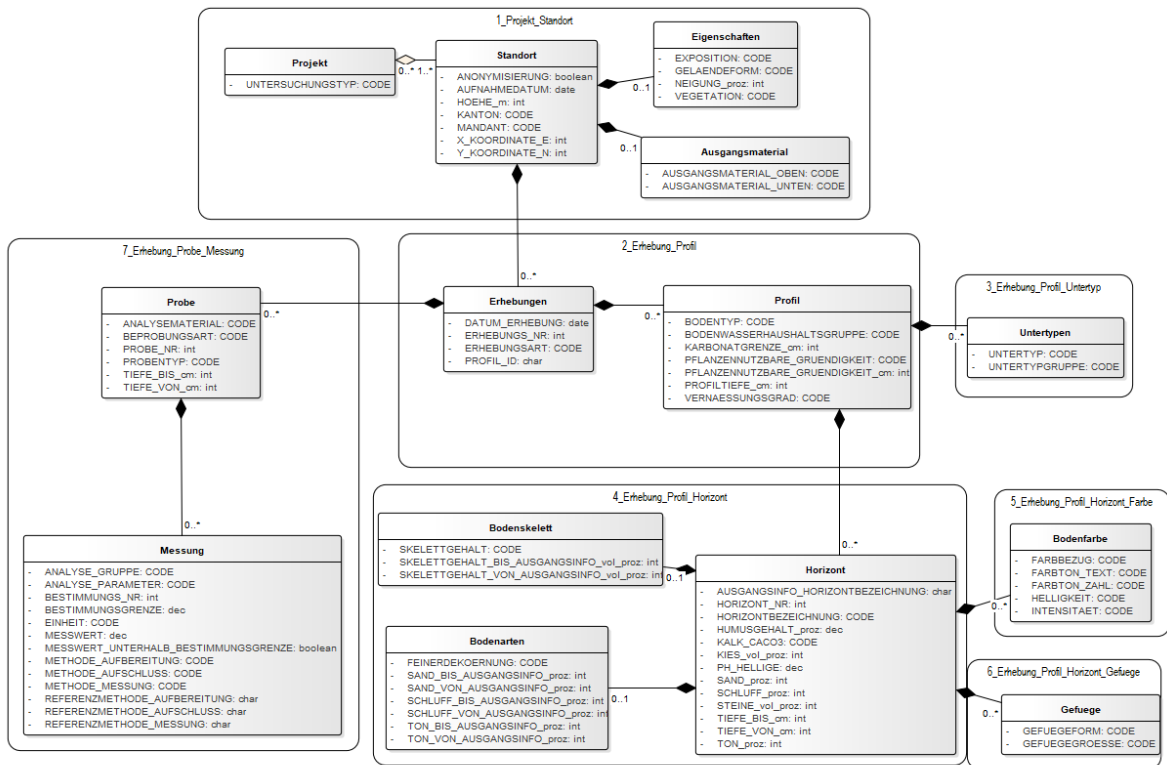 1_Projekt_Standort
Projekt
- UNTERSUCHUNGSTYP: CODE
0..* 1..*
Standort
- ANONYMISIERUNG: boolean
- AUFNAHMEDATUM: date
- HOEHE_m: int
- KANTON: CODE
- MANDANT: CODE
- X_KOORDINATE_E: int
- Y_KOORDINATE_N: int
Eigenschaften
- EXPOSITION: CODE
- GELAENDEFORM: CODE
- NEIGUNG_proz: int
- VEGETATION: CODE
0..1
Ausgangsmaterial
- AUSGANGSMATERIAL_OBEN: CODE
- AUSGANGSMATERIAL_UNTEN: CODE
0..1
7_Erhebung_Probe_Messung
Probe
- ANALYSEMATERIAL: CODE
- BEPROBUNGSART: CODE
- PROBE_NR: int
- PROBENTYP: CODE
- TIEFE_BIS_cm: int
- TIEFE_VON_cm: int
0..*
0..*
Messung
- ANALYSE_GRUPPE: CODE
- ANALYSE_PARAMETER: CODE
- BESTIMMUNGS_NR: int
- BESTIMMUNGSGRENZE: dec
- EINHEIT: CODE
- MESSWERT: dec
- MESSWERT_UNTERHALB_BESTIMMUNGSGRENZE: boolean
- METHODE_AUFBEREITUNG: CODE
- METHODE_AUFSCHLUSS: CODE
- METHODE_MESSUNG: CODE
- REFERENZMETHODE_AUFBEREITUNG: char
- REFERENZMETHODE_AUFSCHLUSS: char
- REFERENZMETHODE_MESSUNG: char
2_Erhebung_Profil
0..*
Erhebungen
- DATUM_ERHEBUNG: date
- ERHEBUNGS_NR: int
- ERHEBUNGSART: CODE
- PROFIL_ID: char
0..*
Profil
- BODENTYP: CODE
- BODENWASSERHAUSHALTSGRUPPE: CODE
- KARBONATGRENZE_cm: int
- PFLANZENNUTZBARE_GRUENDIGKEIT: CODE
- PFLANZENNUTZBARE_GRUENDIGKEIT_cm: int
- PROFILTIEFE_cm: int
- VERNAESSUNGSGRAD: CODE
3_Erhebung_Profil_Untertyp
Untertypen
- UNTERTYP: CODE
- UNTERTYPGRUPPE: CODE
0..*
4_Erhebung_Profil_Horizont
Bodenskelett
- SKELETTGEHALT: CODE
- SKELETTGEHALT_BIS_AUSGANGSINFO_vol_proz: int
- SKELETTGEHALT_VON_AUSGANGSINFO_vol_proz: int
0..1
Bodenarten
- FEINERDEKOERNUNG: CODE
- SAND_BIS_AUSGANGSINFO_proz: int
- SAND_VON_AUSGANGSINFO_proz: int
- SCHLUFF_BIS_AUSGANGSINFO_proz: int
- SCHLUFF_VON_AUSGANGSINFO_proz: int
- TON_BIS_AUSGANGSINFO_proz: int
- TON_VON_AUSGANGSINFO_proz: int
0..1
0..*
Horizont
- AUSGANGSINFO_HORIZONTBEZEICHNUNG: char
- HORIZONT_NR: int
- HORIZONTBEZEICHNUNG: CODE
- HUMUSGEHALT_proz: dec
- KALK_CACO3: CODE
- KIES_vol_proz: int
- PH_HELLIGE: dec
- SAND_proz: int
- SCHLUFF_proz: int
- STEINE_vol_proz: int
- TIEFE_BIS_cm: int
- TIEFE_VON_cm: int
- TON_proz: int
5_Erhebung_Profil_Horizont_Farbe
Bodenfarbe
- FARBBEZUG: CODE
- FARBTON_TEXT: CODE
- FARBTON_ZAHL: CODE
- HELLIGKEIT: CODE
- INTENSITAET: CODE
0..*
6_Erhebung_Profil_Horizont_Gefuege
Gefuege
- GEFUEGEFORM: CODE
- GEFUEGEGROESSE: CODE
0..*